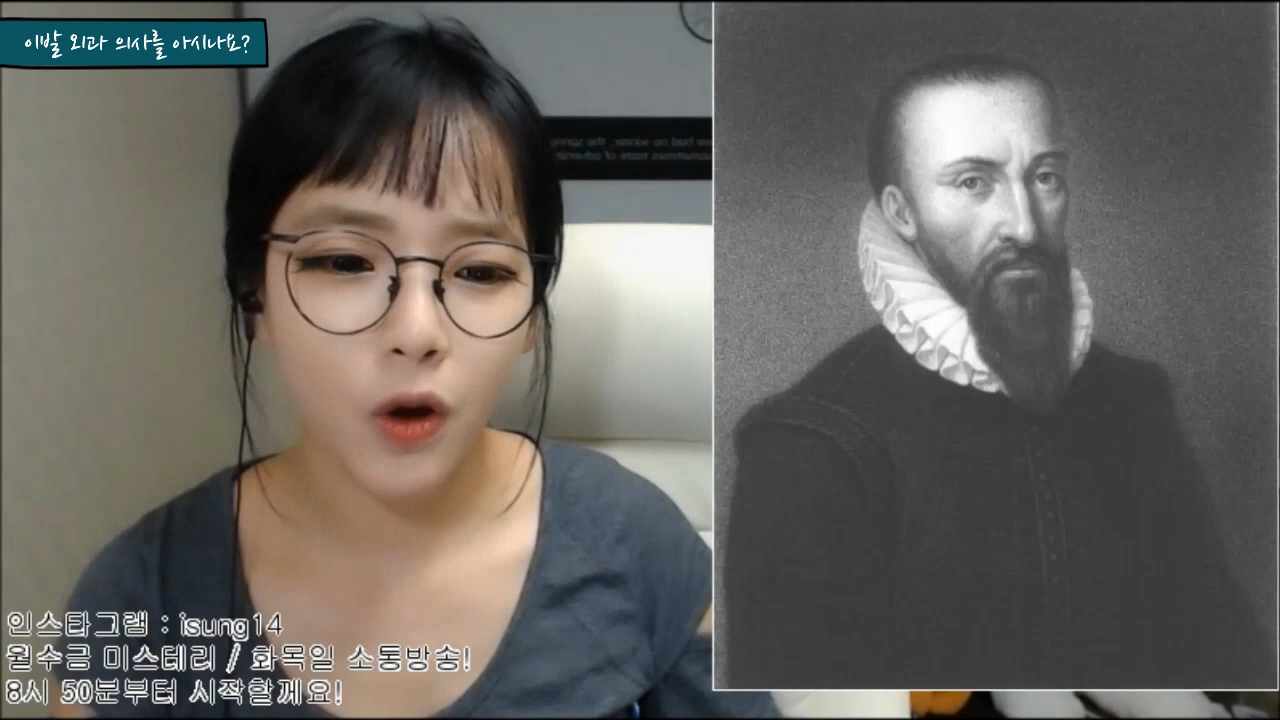 이발 외과 의사를 아시나요?
인스타그램 : isung14
월수금 미스테리 / 화목일 소통방송!
8시 50분부터 시작할께요!